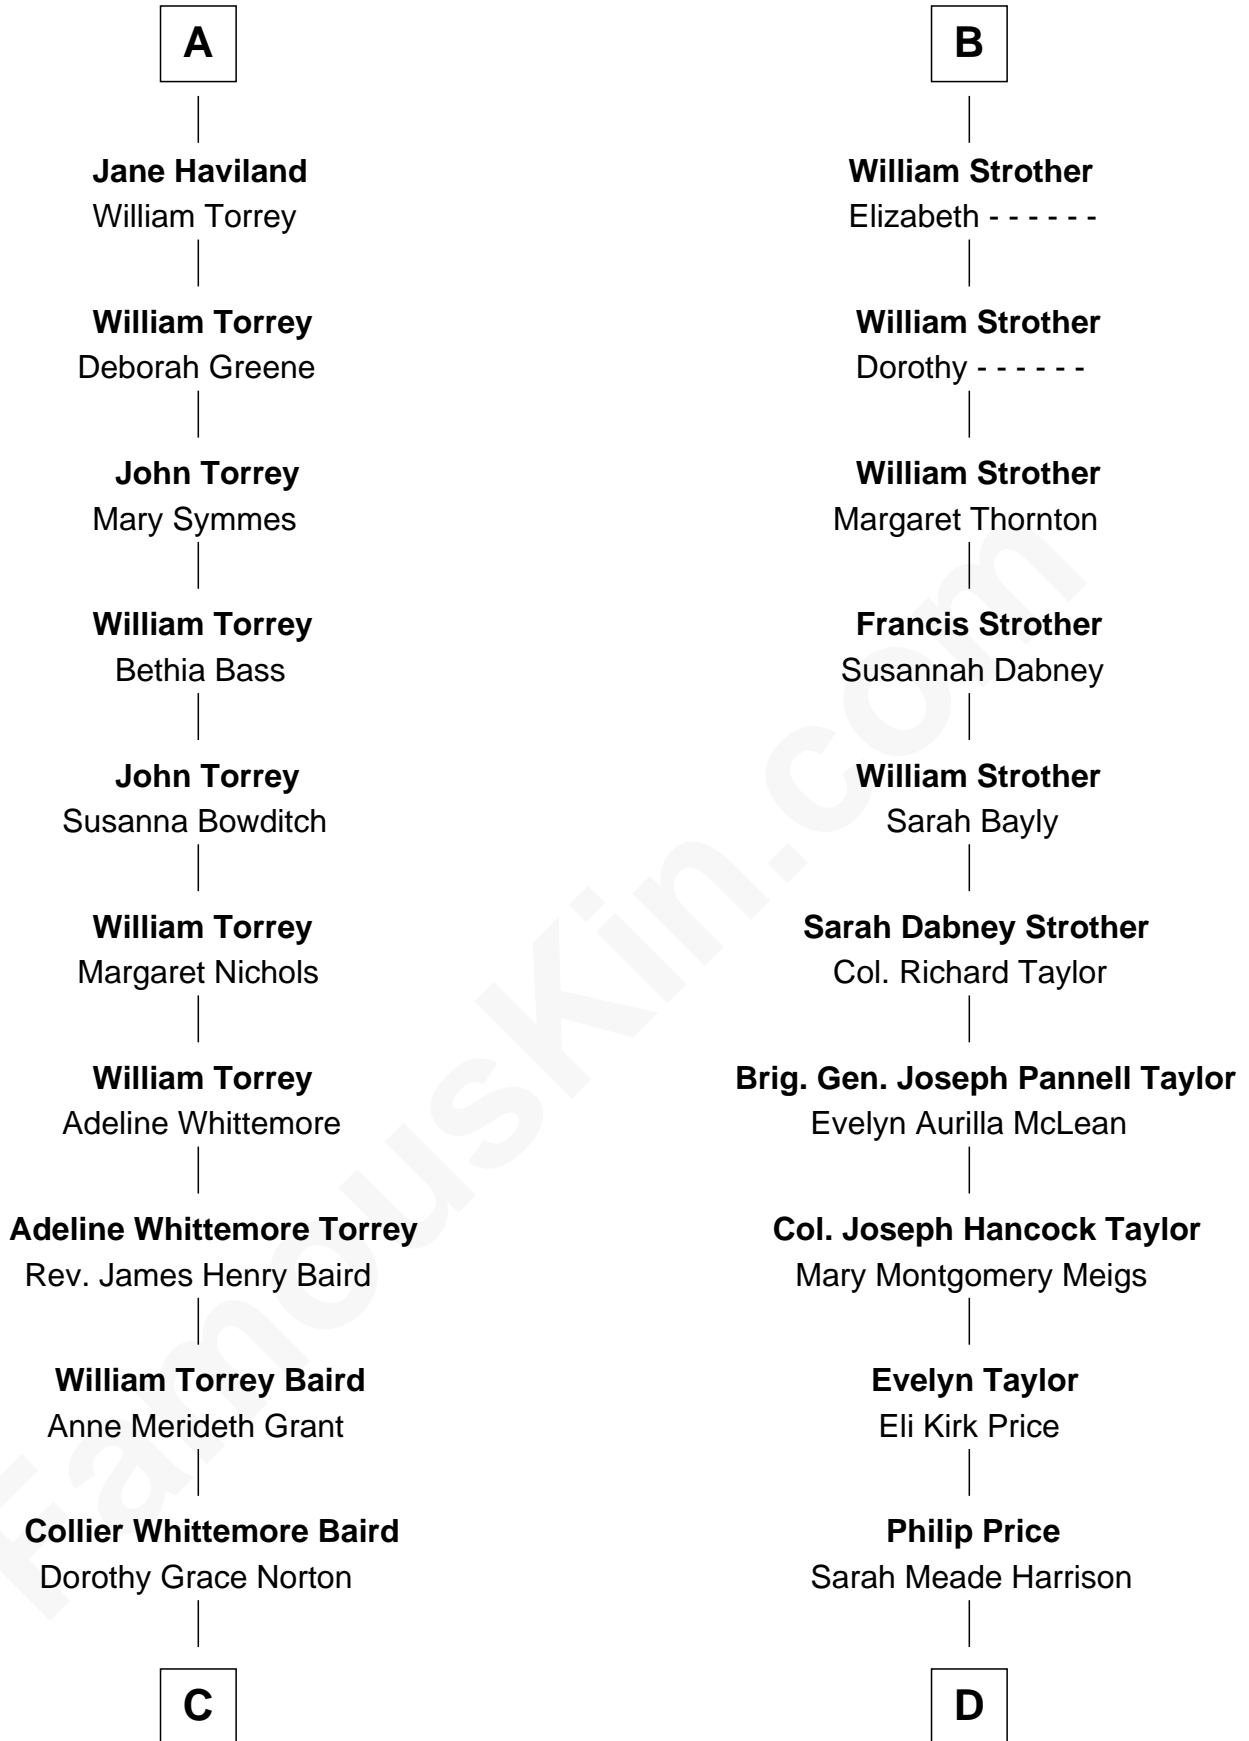 A
Jane Haviland
William Torrey
William Torrey
Deborah Greene
John Torrey
Mary Symmes
William Torrey
Bethia Bass
John Torrey
Susanna Bowditch
William Torrey
Margaret Nichols
William Torrey
Adeline Whittemore
Adeline Whittemore Torrey
Rev. James Henry Baird
William Torrey Baird
Anne Merideth Grant
Collier Whittemore Baird
Dorothy Grace Norton
C
B
William Strother
Elizabeth - - - - - -
William Strother
Dorothy - - - - - -
William Strother
Margaret Thornton
Francis Strother
Susannah Dabney
William Strother
Sarah Bayly
Sarah Dabney Strother
Col. Richard Taylor
Brig. Gen. Joseph Pannell Taylor
Evelyn Aurilla McLean
Col. Joseph Hancock Taylor
Mary Montgomery Meigs
Evelyn Taylor
Eli Kirk Price
Philip Price
Sarah Meade Harrison
D
FamousKin.com